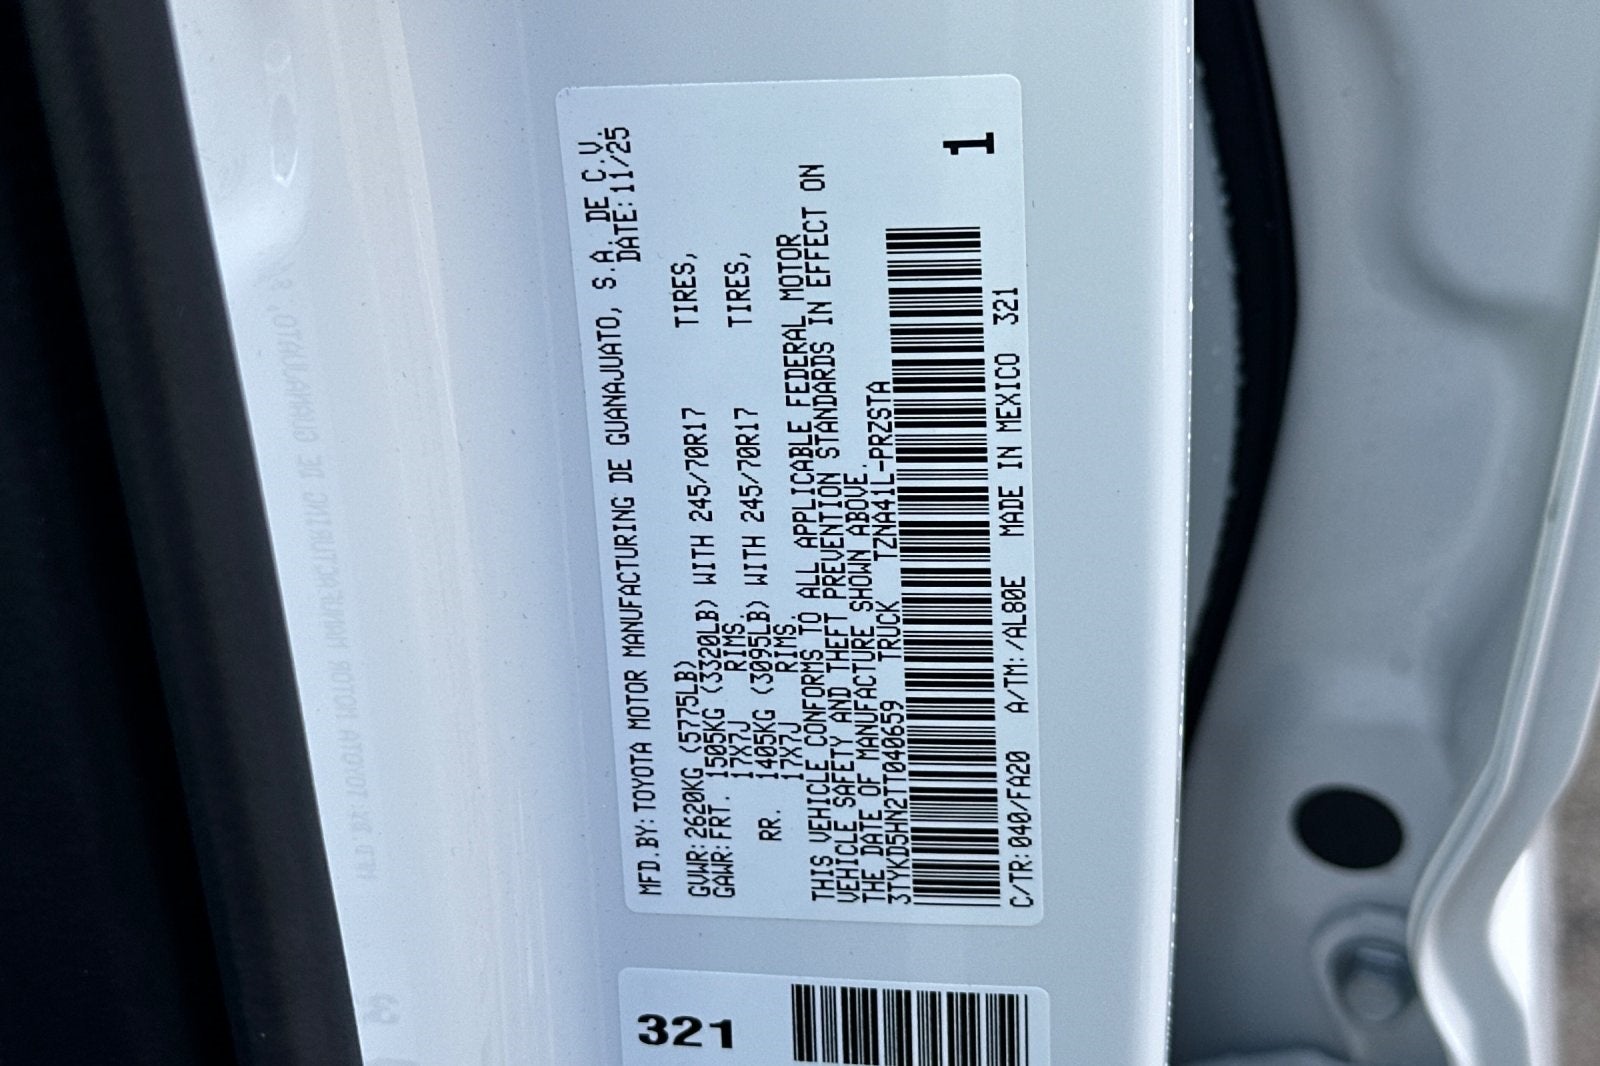 MFD.BY:TOYOTA MOTOR MANUFACTURING DE GUANAJUATO, S.A. DE C.V.
DATE:11/25
GVWR:2620KG (5775LB)
GAWR:FRT. 1505KG (3320LB) WITH 245/70R17 TIRES,
17X7J RIMS.
RR. 1405KG (3095LB) WITH 245/70R17 TIRES,
17X7J RIMS.
THIS VEHICLE CONFORMS TO ALL APPLICABLE FEDERAL MOTOR
VEHICLE SAFETY AND THEFT PREVENTION STANDARDS IN EFFECT ON
THE DATE OF MANUFACTURE SHOWN ABOVE.
3TYKD5HN2TT040659 TRUCK TZNA41L-PRZSTA
1
C/TR:040/FA20 A/TM:/AL80E MADE IN MEXICO 321
321